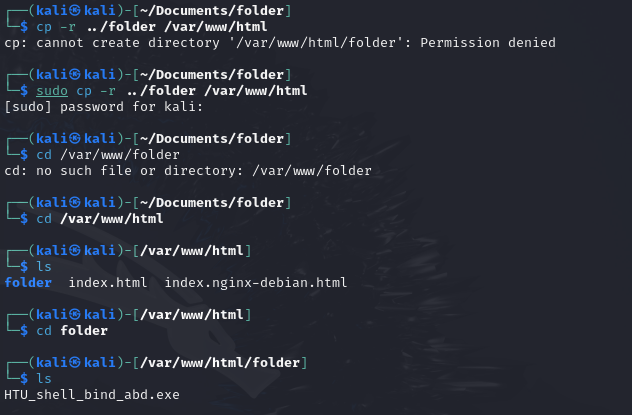 ┌──(kali㉿kali)-[~/Documents/folder]
└─$ cp -r ../folder /var/www/html
cp: cannot create directory '/var/www/html/folder': Permission denied
┌──(kali㉿kali)-[~/Documents/folder]
└─$ sudo cp -r ../folder /var/www/html
[sudo] password for kali:
┌──(kali㉿kali)-[~/Documents/folder]
└─$ cd /var/www/folder
cd: no such file or directory: /var/www/folder
┌──(kali㉿kali)-[~/Documents/folder]
└─$ cd /var/www/html
┌──(kali㉿kali)-[/var/www/html]
└─$ ls
folder  index.html  index.nginx-debian.html
┌──(kali㉿kali)-[/var/www/html]
└─$ cd folder
┌──(kali㉿kali)-[/var/www/html/folder]
└─$ ls
HTU_shell_bind_abd.exe